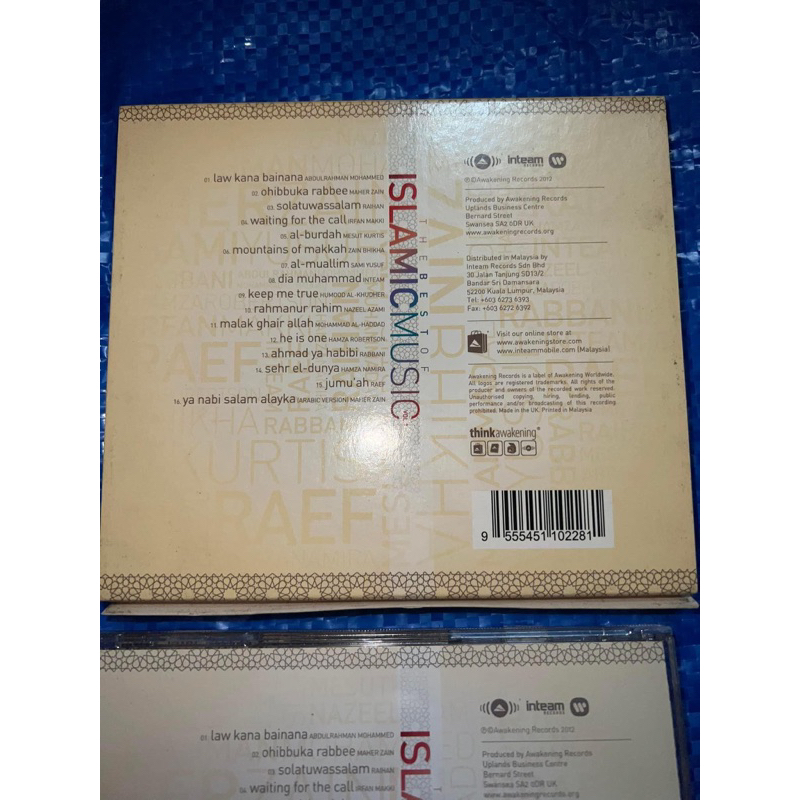 01. law kana bainana ABDULRAHMAN MOHAMMED
02. ohibbuka rabbee MAHER ZAIN
03. solatuwassalam RAIHAN
04. waiting for the call IRFAN MAKKI
05. al-burdah MESUT KURTIS
06. mountains of makkah ZAIN BHIKHA
07. al-muallim SAMI YUSUF
08. dia muhammad INTEAM
09. keep me true HUMOOD AL-KHUDHER
10. rahmanur rahim NAZEEL AZAMI
11. malak ghair allah MOHAMMAD AL-HADDAD
12. he is one HAMZA ROBERTSON
13. ahmad ya habibi RABBANI
14. sehr el-dunya HAMZA NAMIRA
15. jumu'ah RAEF
16. ya nabi salam alayka (ARABIC VERSION) MAHER ZAIN
THE BEST OF
ISLAMICMUSIC
inteam
RECORDS
℗©Awakening Records 2012
Produced by Awakening Records
Uplands Business Centre
Bernard Street
Swansea SA2 0DR UK
www.awakeningrecords.org
Distributed in Malaysia by
Inteam Records Sdn Bhd
30 Jalan Tanjung SD13/2
Bandar Sri Damansara
52200 Kuala Lumpur, Malaysia
Tel: +603 6273 6393
Fax: +603 6272 6392
Visit our online store at
www.awakeningstore.com
www.inteammobile.com (Malaysia)
Awakening Records is a label of Awakening Worldwide.
All logos are registered trademarks. All rights of the
producer and owners of the recorded work reserved.
Unauthorised copying, hiring, lending, public
performance and/or broadcasting of this recording
prohibited. Made in the UK. Printed in Malaysia
thinkawakening
9 555451 102281
ZAIN BHIKHA
RABBANI
KURTIS
RAEF
01. law kana bainana ABDULRAHMAN MOHAMMED
02. ohibbuka rabbee MAHER ZAIN
03. solatuwassalam RAIHAN
04. waiting for the call IRFAN MAKKI
ISL
NAZEEL
inteam
RECORDS
℗©Awakening Records 2012
Produced by Awakening Records
Uplands Business Centre
Bernard Street
Swansea SA2 0DR UK
www.awakeningrecords.org